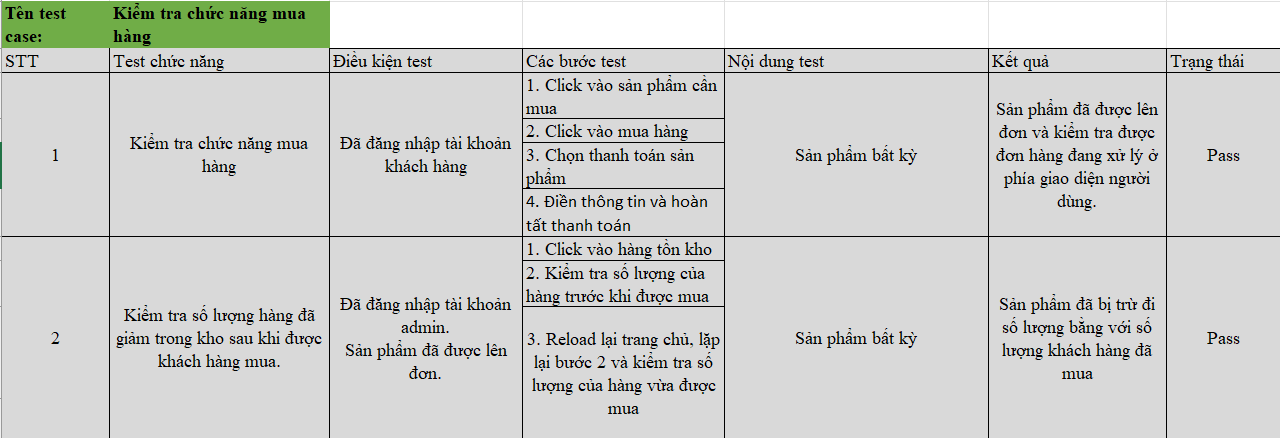 Tên test
case:
Kiểm tra chức năng mua
hàng
STT
Test chức năng
Điều kiện test
Các bước test
Nội dung test
Kết quả
Trạng thái
1
Kiểm tra chức năng mua
hàng
Đã đăng nhập tài khoản
khách hàng
1. Click vào sản phẩm cần
mua
2. Click vào mua hàng
3. Chọn thanh toán sản
phẩm
4. Điền thông tin và hoàn
tất thanh toán
Sản phẩm bất kỳ
Sản phẩm đã được lên
đơn và kiểm tra được
đơn hàng đang xử lý ở
phía giao diện người
dùng.
Pass
2
Kiểm tra số lượng hàng đã
giảm trong kho sau khi được
khách hàng mua.
Đã đăng nhập tài khoản
admin.
Sản phẩm đã được lên
đơn.
1. Click vào hàng tồn kho
2. Kiểm tra số lượng của
hàng trước khi được mua
3. Reload lại trang chủ, lặp
lại bước 2 và kiểm tra số
lượng của hàng vừa được
mua
Sản phẩm bất kỳ
Sản phẩm đã bị trừ đi
số lượng bằng với số
lượng khách hàng đã
mua
Pass